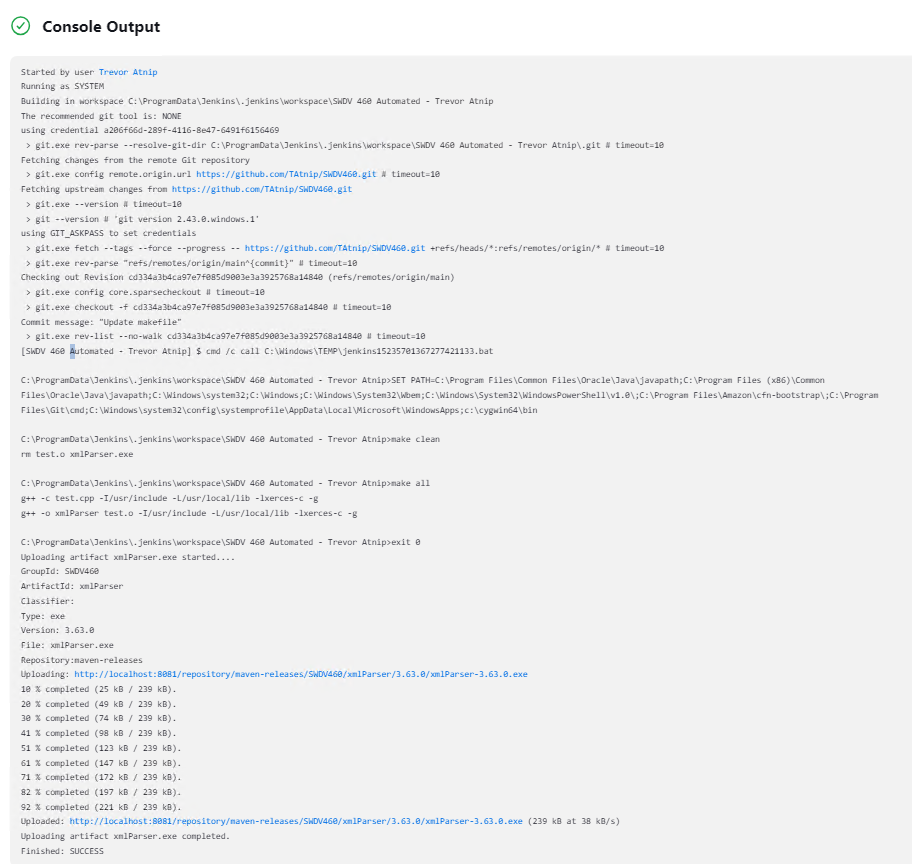 Console Output
Started by user Trevor Atnip
Running as SYSTEM
Building in workspace C:\ProgramData\Jenkins\.jenkins\workspace\SWDV 460 Automated - Trevor Atnip
The recommended git tool is: NONE
using credential a206f66d-289f-4116-8e47-6491f6156469
> git.exe rev-parse --resolve-git-dir C:\ProgramData\Jenkins\.jenkins\workspace\SWDV 460 Automated - Trevor Atnip\.git # timeout=10
Fetching changes from the remote Git repository
> git.exe config remote.origin.url https://github.com/TAtnip/SWDV460.git # timeout=10
Fetching upstream changes from https://github.com/TAtnip/SWDV460.git
> git.exe --version # timeout=10
> git --version # 'git version 2.43.0.windows.1'
using GIT_ASKPASS to set credentials
> git.exe fetch --tags --force --progress -- https://github.com/TAtnip/SWDV460.git +refs/heads/*:refs/remotes/origin/* # timeout=10
> git.exe rev-parse "refs/remotes/origin/main^{commit}" # timeout=10
Checking out Revision cd334a3b4ca97e7f085d9003e3a3925768a14840 (refs/remotes/origin/main)
> git.exe config core.sparsecheckout # timeout=10
> git.exe checkout -f cd334a3b4ca97e7f085d9003e3a3925768a14840 # timeout=10
Commit message: "Update makefile"
> git.exe rev-list --no-walk cd334a3b4ca97e7f085d9003e3a3925768a14840 # timeout=10
[SWDV 460 Automated - Trevor Atnip] $ cmd /c call C:\Windows\TEMP\jenkins15235701367277421133.bat
C:\ProgramData\Jenkins\.jenkins\workspace\SWDV 460 Automated - Trevor Atnip>SET PATH=C:\Program Files\Common Files\Oracle\Java\javapath;C:\Program Files (x86)\Common
Files\Oracle\Java\javapath;C:\Windows\system32;C:\Windows;C:\Windows\System32\Wbem;C:\Windows\System32\WindowsPowerShell\v1.0\;C:\Program Files\Amazon\cfn-bootstrap\;C:\Program
Files\Git\cmd;C:\Windows\system32\config\systemprofile\AppData\Local\Microsoft\WindowsApps;c:\cygwin64\bin
C:\ProgramData\Jenkins\.jenkins\workspace\SWDV 460 Automated - Trevor Atnip>make clean
rm test.o xmlParser.exe
C:\ProgramData\Jenkins\.jenkins\workspace\SWDV 460 Automated - Trevor Atnip>make all
g++ -c test.cpp -I/usr/include -L/usr/local/lib -lxerces-c -g
g++ -o xmlParser test.o -I/usr/include -L/usr/local/lib -lxerces-c -g
C:\ProgramData\Jenkins\.jenkins\workspace\SWDV 460 Automated - Trevor Atnip>exit 0
Uploading artifact xmlParser.exe started....
GroupId: SWDV460
ArtifactId: xmlParser
Classifier:
Type: exe
Version: 3.63.0
File: xmlParser.exe
Repository:maven-releases
Uploading: http://localhost:8081/repository/maven-releases/SWDV460/xmlParser/3.63.0/xmlParser-3.63.0.exe
10 % completed (25 kB / 239 kB).
20 % completed (49 kB / 239 kB).
30 % completed (74 kB / 239 kB).
41 % completed (98 kB / 239 kB).
51 % completed (123 kB / 239 kB).
61 % completed (147 kB / 239 kB).
71 % completed (172 kB / 239 kB).
82 % completed (197 kB / 239 kB).
92 % completed (221 kB / 239 kB).
Uploaded: http://localhost:8081/repository/maven-releases/SWDV460/xmlParser/3.63.0/xmlParser-3.63.0.exe (239 kB at 38 kB/s)
Uploading artifact xmlParser.exe completed.
Finished: SUCCESS